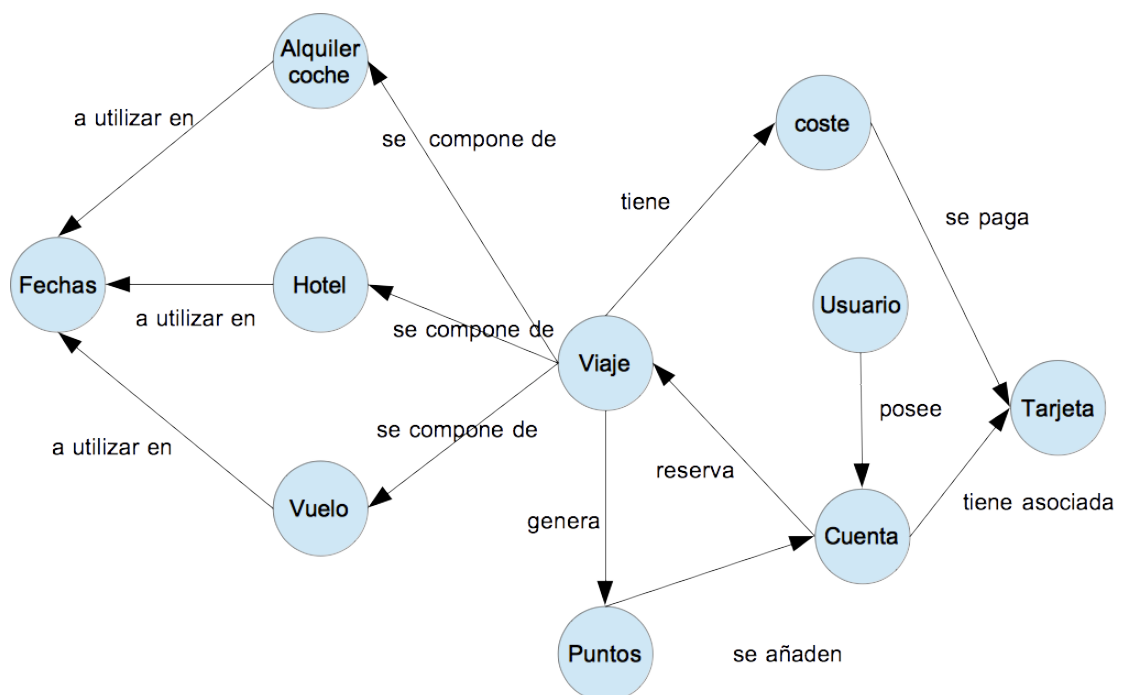 Alquiler
coche
a utilizar en
coste
se compone de
tiene
se paga
Fechas
Hotel
Usuario
a utilizar en
se compone de
Viaje
Tarjeta
posee
se compone de
a utilizar en
reserva
tiene asociada
Vuelo
genera
Cuenta
Puntos
se añaden